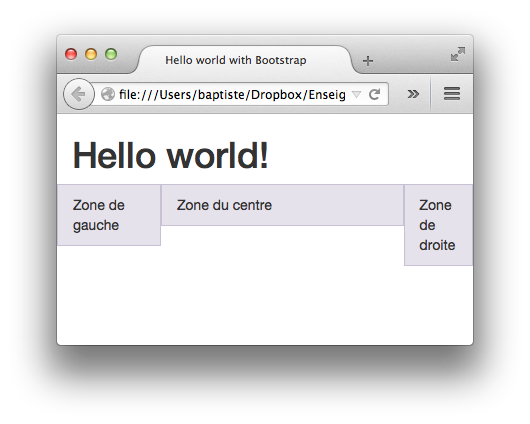 Hello world with Bootstrap
file:///Users/baptiste/Dropbox/Enseig
Hello world!
Zone de
gauche
Zone du centre
Zone
de
droite